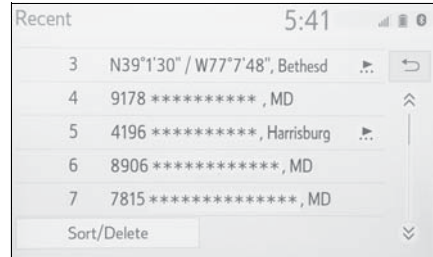 Recent 5:41
3 N39°1'30" / W77°7'48", Bethesd
4 9178 ********** , MD
5 4196 ************, Harrisburg
6 8906 ************, MD
7 7815 **************, MD
Sort/Delete